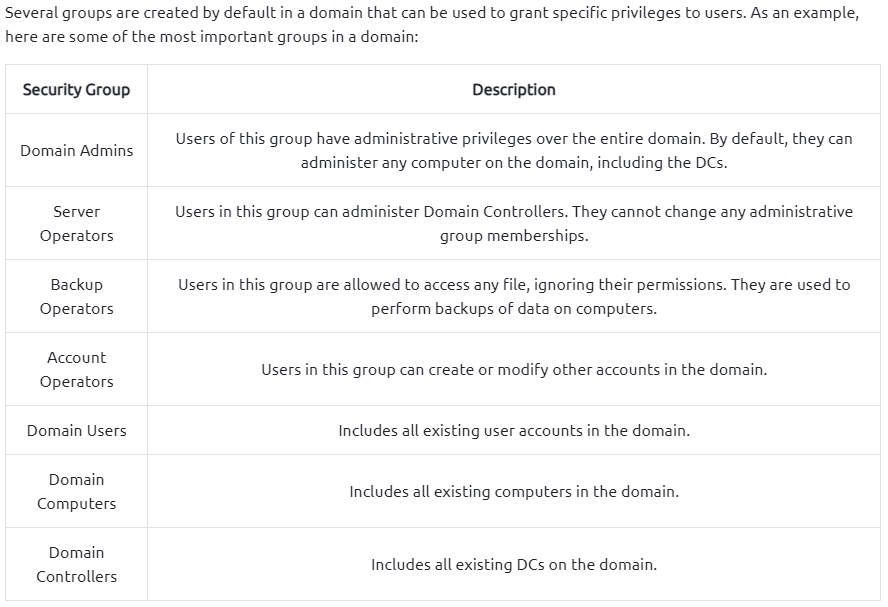 Several groups are created by default in a domain that can be used to grant specific privileges to users. As an example,
here are some of the most important groups in a domain:
Security Group
Description
Domain Admins
Users of this group have administrative privileges over the entire domain. By default, they can
administer any computer on the domain, including the DCs.
Server
Operators
Users in this group can administer Domain Controllers. They cannot change any administrative
group memberships.
Backup
Operators
Users in this group are allowed to access any file, ignoring their permissions. They are used to
perform backups of data on computers.
Account
Operators
Users in this group can create or modify other accounts in the domain.
Domain Users
Includes all existing user accounts in the domain.
Domain
Computers
Includes all existing computers in the domain.
Domain
Controllers
Includes all existing DCs on the domain.